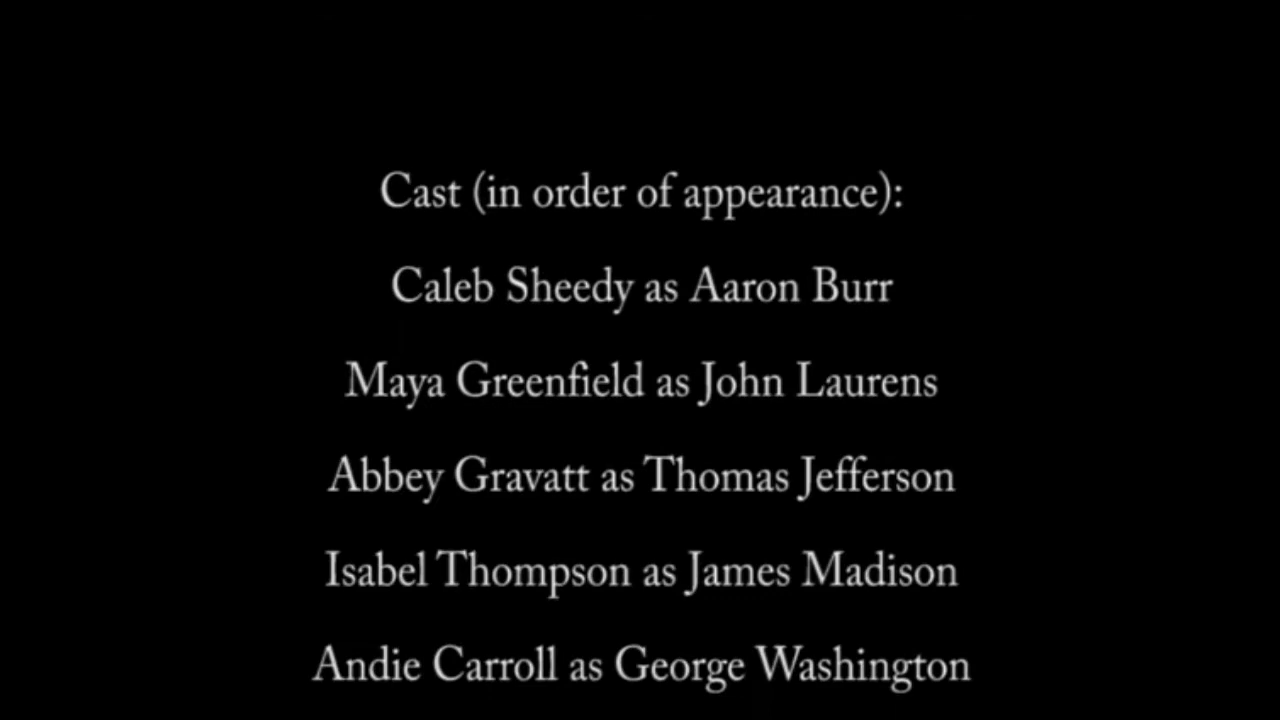 Cast (in order of appearance):
Caleb Sheedy as Aaron Burr
Maya Greenfield as John Laurens
Abbey Gravatt as Thomas Jefferson
Isabel Thompson as James Madison
Andie Carroll as George Washington